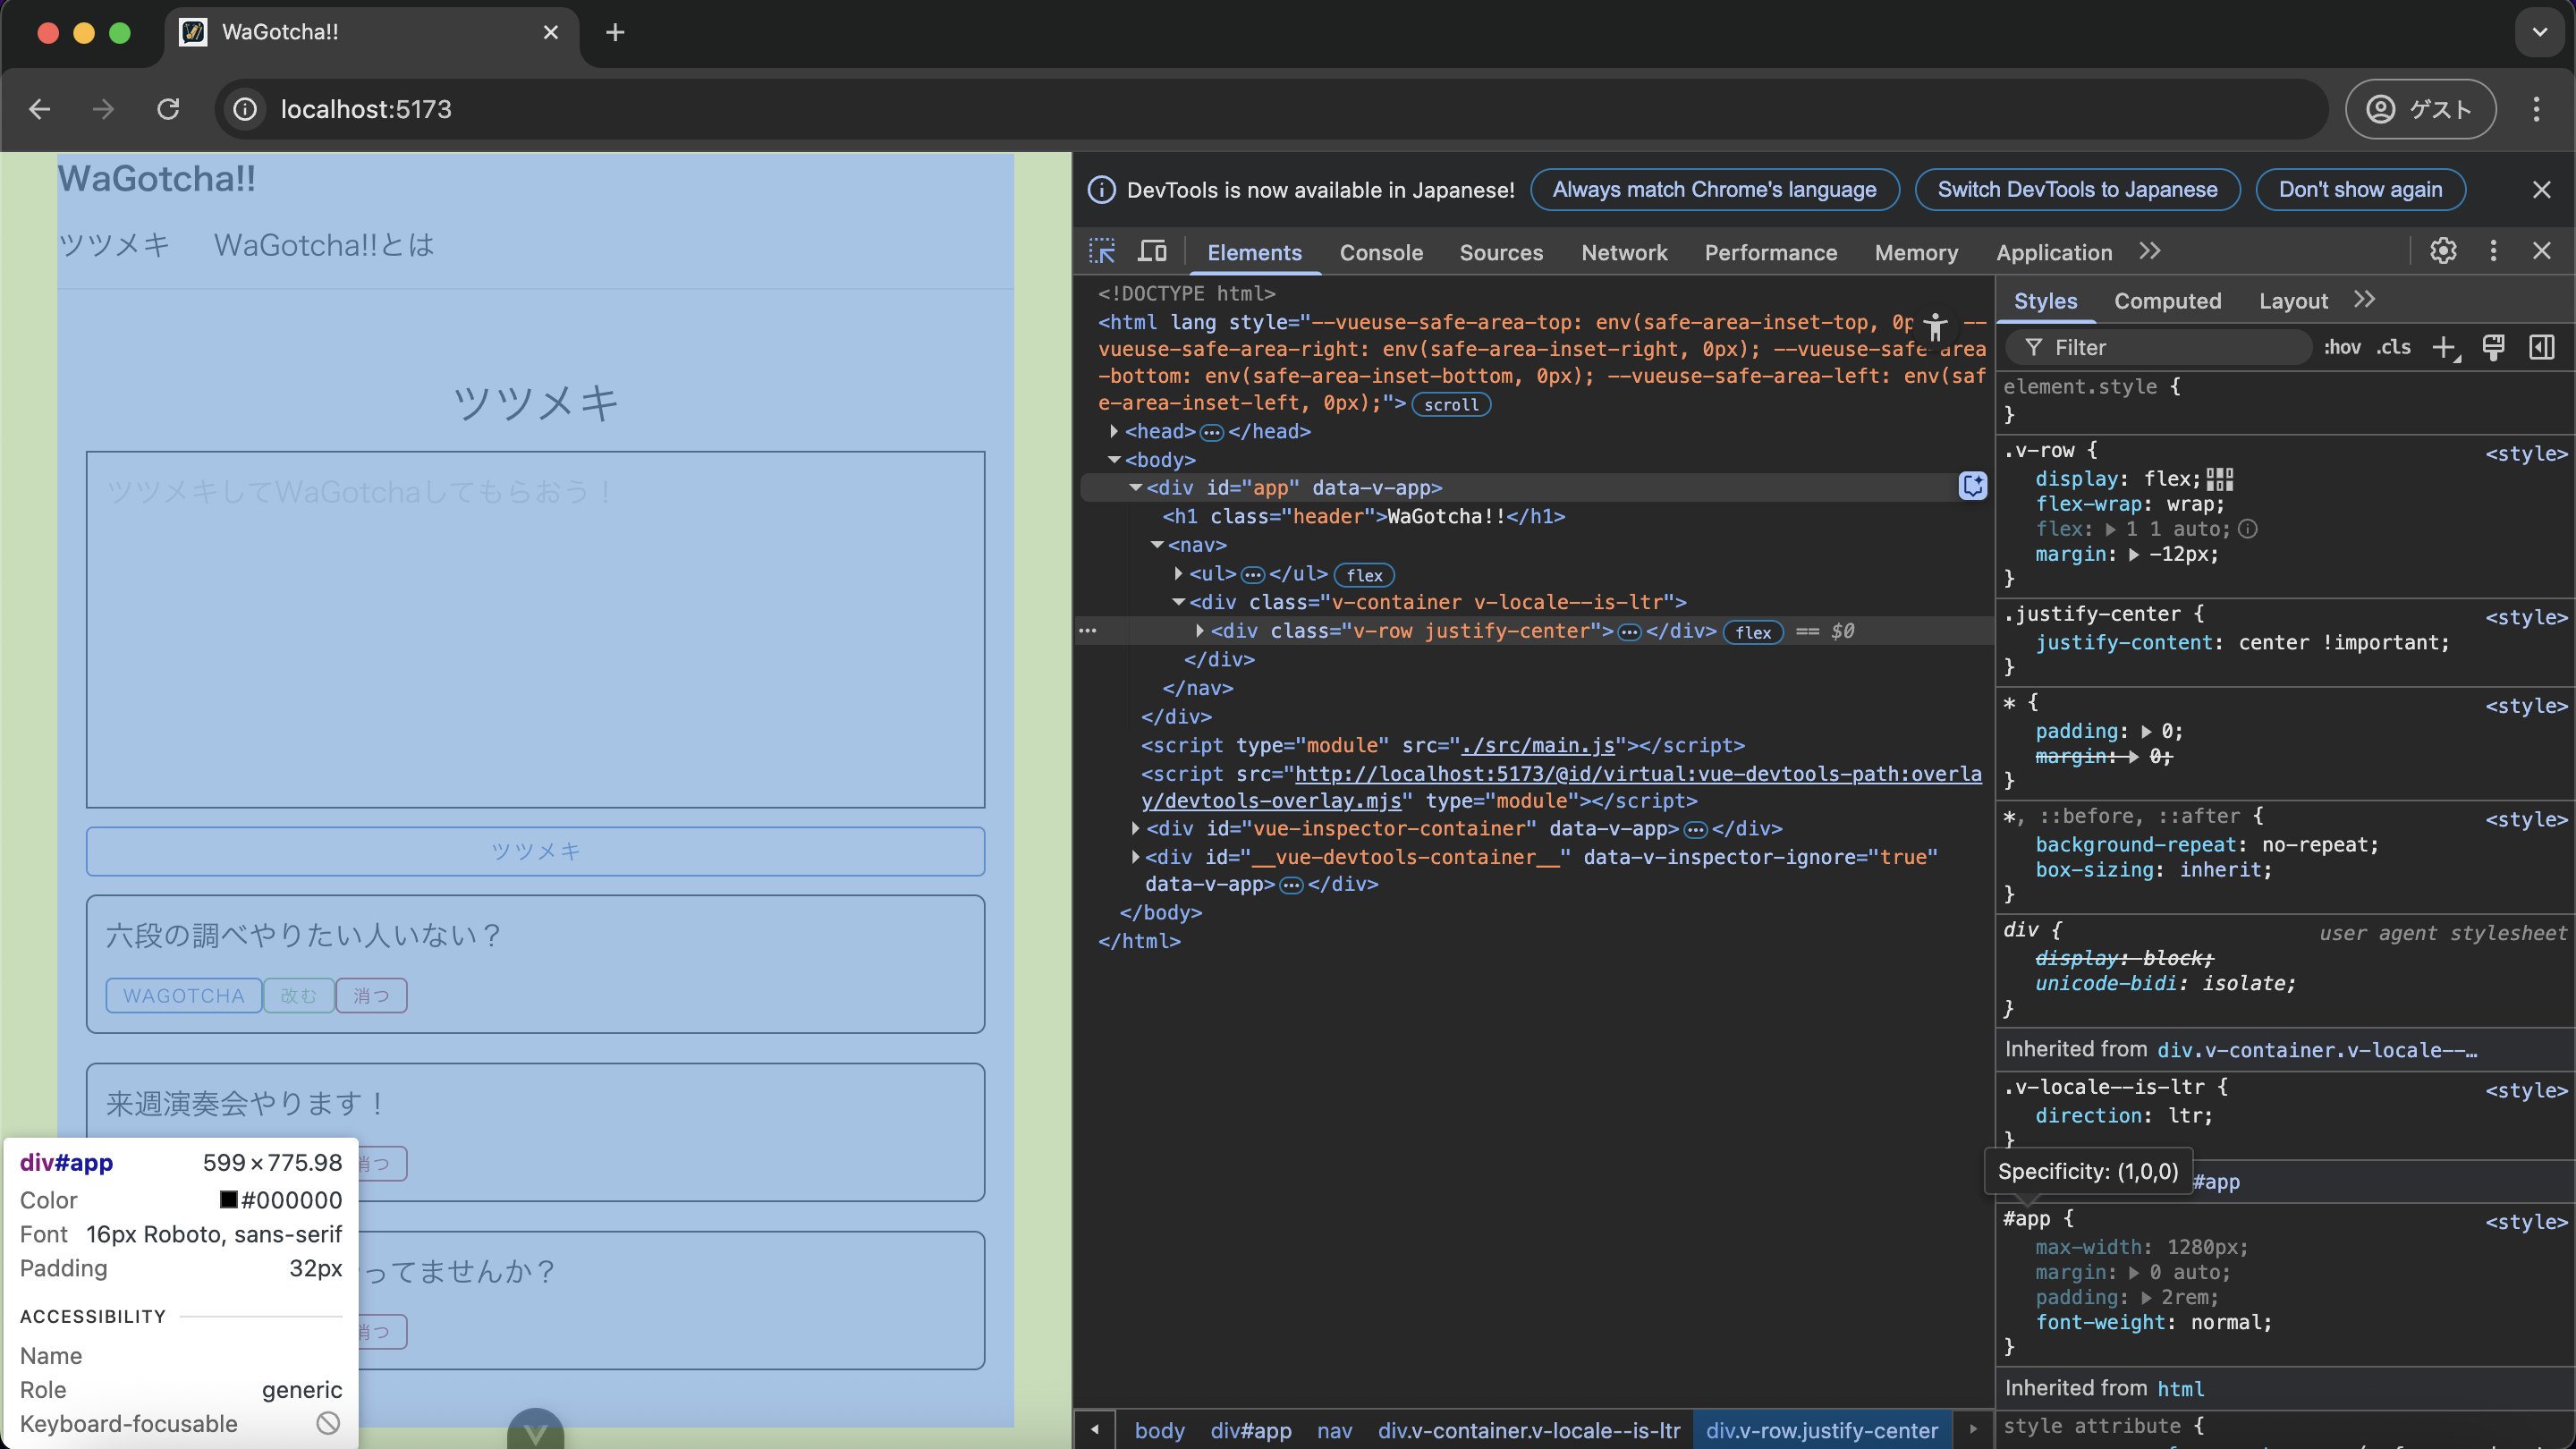 WaGotcha!!
localhost:5173
ゲスト
WaGotcha!!
ツツメキ WaGotcha!!とは
ツツメキ
ツツメキしてWaGotchaしてもらおう！
ツツメキ
六段の調べやりたい人いない？
WAGOTCHA 改む 消つ
来週演奏会やります！
消つ
ってませんか？
消つ
div#app 599×775.98
Color #000000
Font 16px Roboto, sans-serif
Padding 32px
ACCESSIBILITY
Name
Role generic
Keyboard-focusable
DevTools is now available in Japanese! Always match Chrome's language Switch DevTools to Japanese Don't show again
Elements Console Sources Network Performance Memory Application
<!DOCTYPE html>
<html lang style="--vueuse-safe-area-top: env(safe-area-inset-top, 0p --
vueuse-safe-area-right: env(safe-area-inset-right, 0px); --vueuse-safe-area
-bottom: env(safe-area-inset-bottom, 0px); --vueuse-safe-area-left: env(saf
e-area-inset-left, 0px);"> scroll
<head>…</head>
<body>
<div id="app" data-v-app>
<h1 class="header">WaGotcha!!</h1>
<nav>
<ul>…</ul> flex
<div class="v-container v-locale--is-ltr">
… <div class="v-row justify-center">…</div> flex == $0
</div>
</nav>
</div>
<script type="module" src="./src/main.js"></script>
<script src="http://localhost:5173/@id/virtual:vue-devtools-path:overla
y/devtools-overlay.mjs" type="module"></script>
<div id="vue-inspector-container" data-v-app>…</div>
<div id="__vue-devtools-container__" data-v-inspector-ignore="true"
data-v-app>…</div>
</body>
</html>
body div#app nav div.v-container.v-locale--is-ltr div.v-row.justify-center
Styles Computed Layout
Filter :hov .cls
element.style {
}
.v-row { <style>
display: flex;
flex-wrap: wrap;
flex: 1 1 auto;
margin: -12px;
}
.justify-center { <style>
justify-content: center !important;
}
* { <style>
padding: 0;
margin: 0;
}
*, ::before, ::after { <style>
background-repeat: no-repeat;
box-sizing: inherit;
}
div { user agent stylesheet
display: block;
unicode-bidi: isolate;
}
Inherited from div.v-container.v-locale--…
.v-locale--is-ltr { <style>
direction: ltr;
}
Specificity: (1,0,0) #app
#app { <style>
max-width: 1280px;
margin: 0 auto;
padding: 2rem;
font-weight: normal;
}
Inherited from html
style attribute {